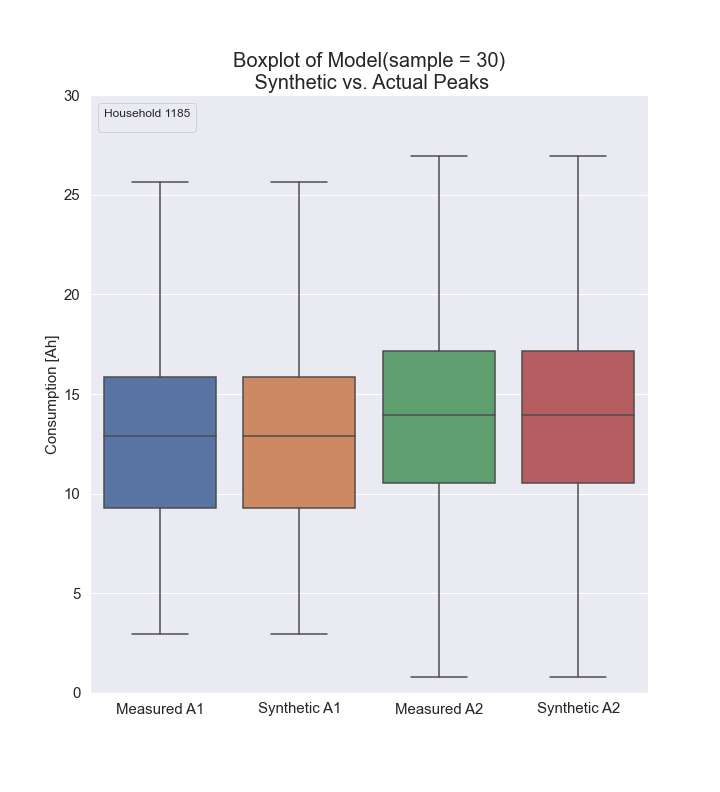 Boxplot of Model(sample = 30)
Synthetic vs. Actual Peaks
Household 1185
Consumption [Ah]
30
25
20
15
10
5
0
Measured A1
Synthetic A1
Measured A2
Synthetic A2